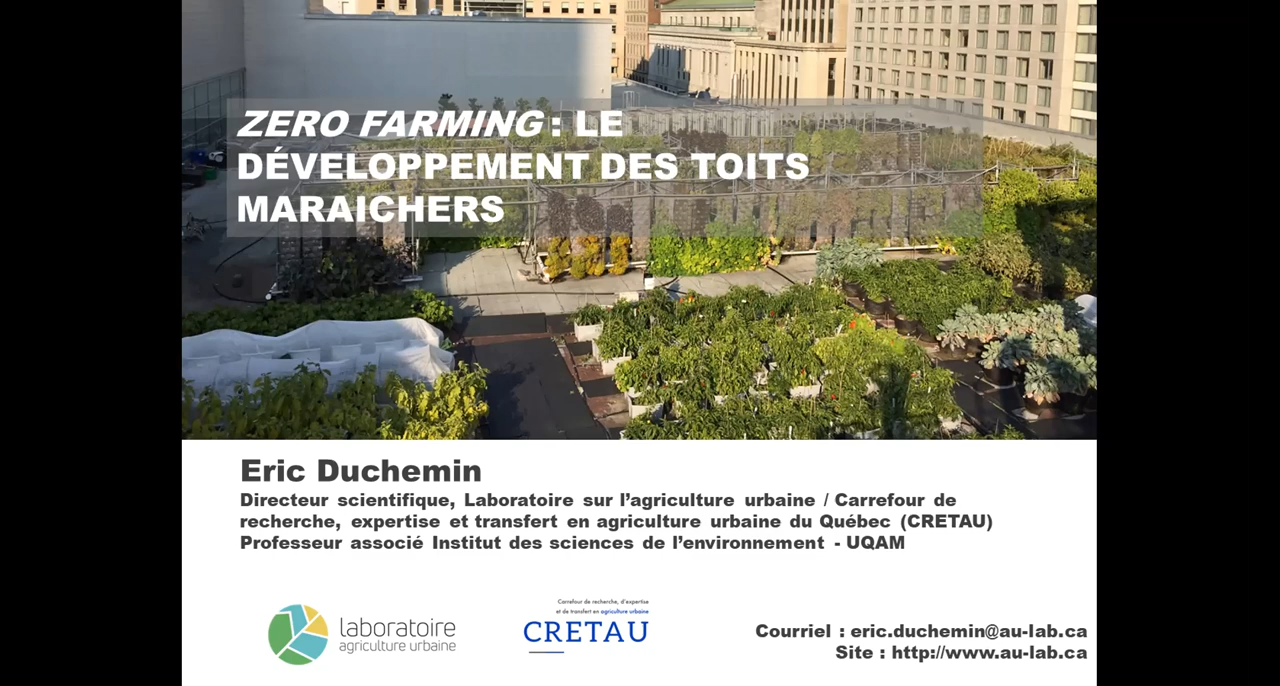 ZERO FARMING : LE
DÉVELOPPEMENT DES TOITS
MARAICHERS
Eric Duchemin
Directeur scientifique, Laboratoire sur l’agriculture urbaine / Carrefour de
recherche, expertise et transfert en agriculture urbaine du Québec (CRETAU)
Professeur associé Institut des sciences de l’environnement - UQAM
laboratoire
agriculture urbaine
Carrefour de recherche, d’expertise
et de transfert en agriculture urbaine
CRETAU
Courriel : eric.duchemin@au-lab.ca
Site : http://www.au-lab.ca